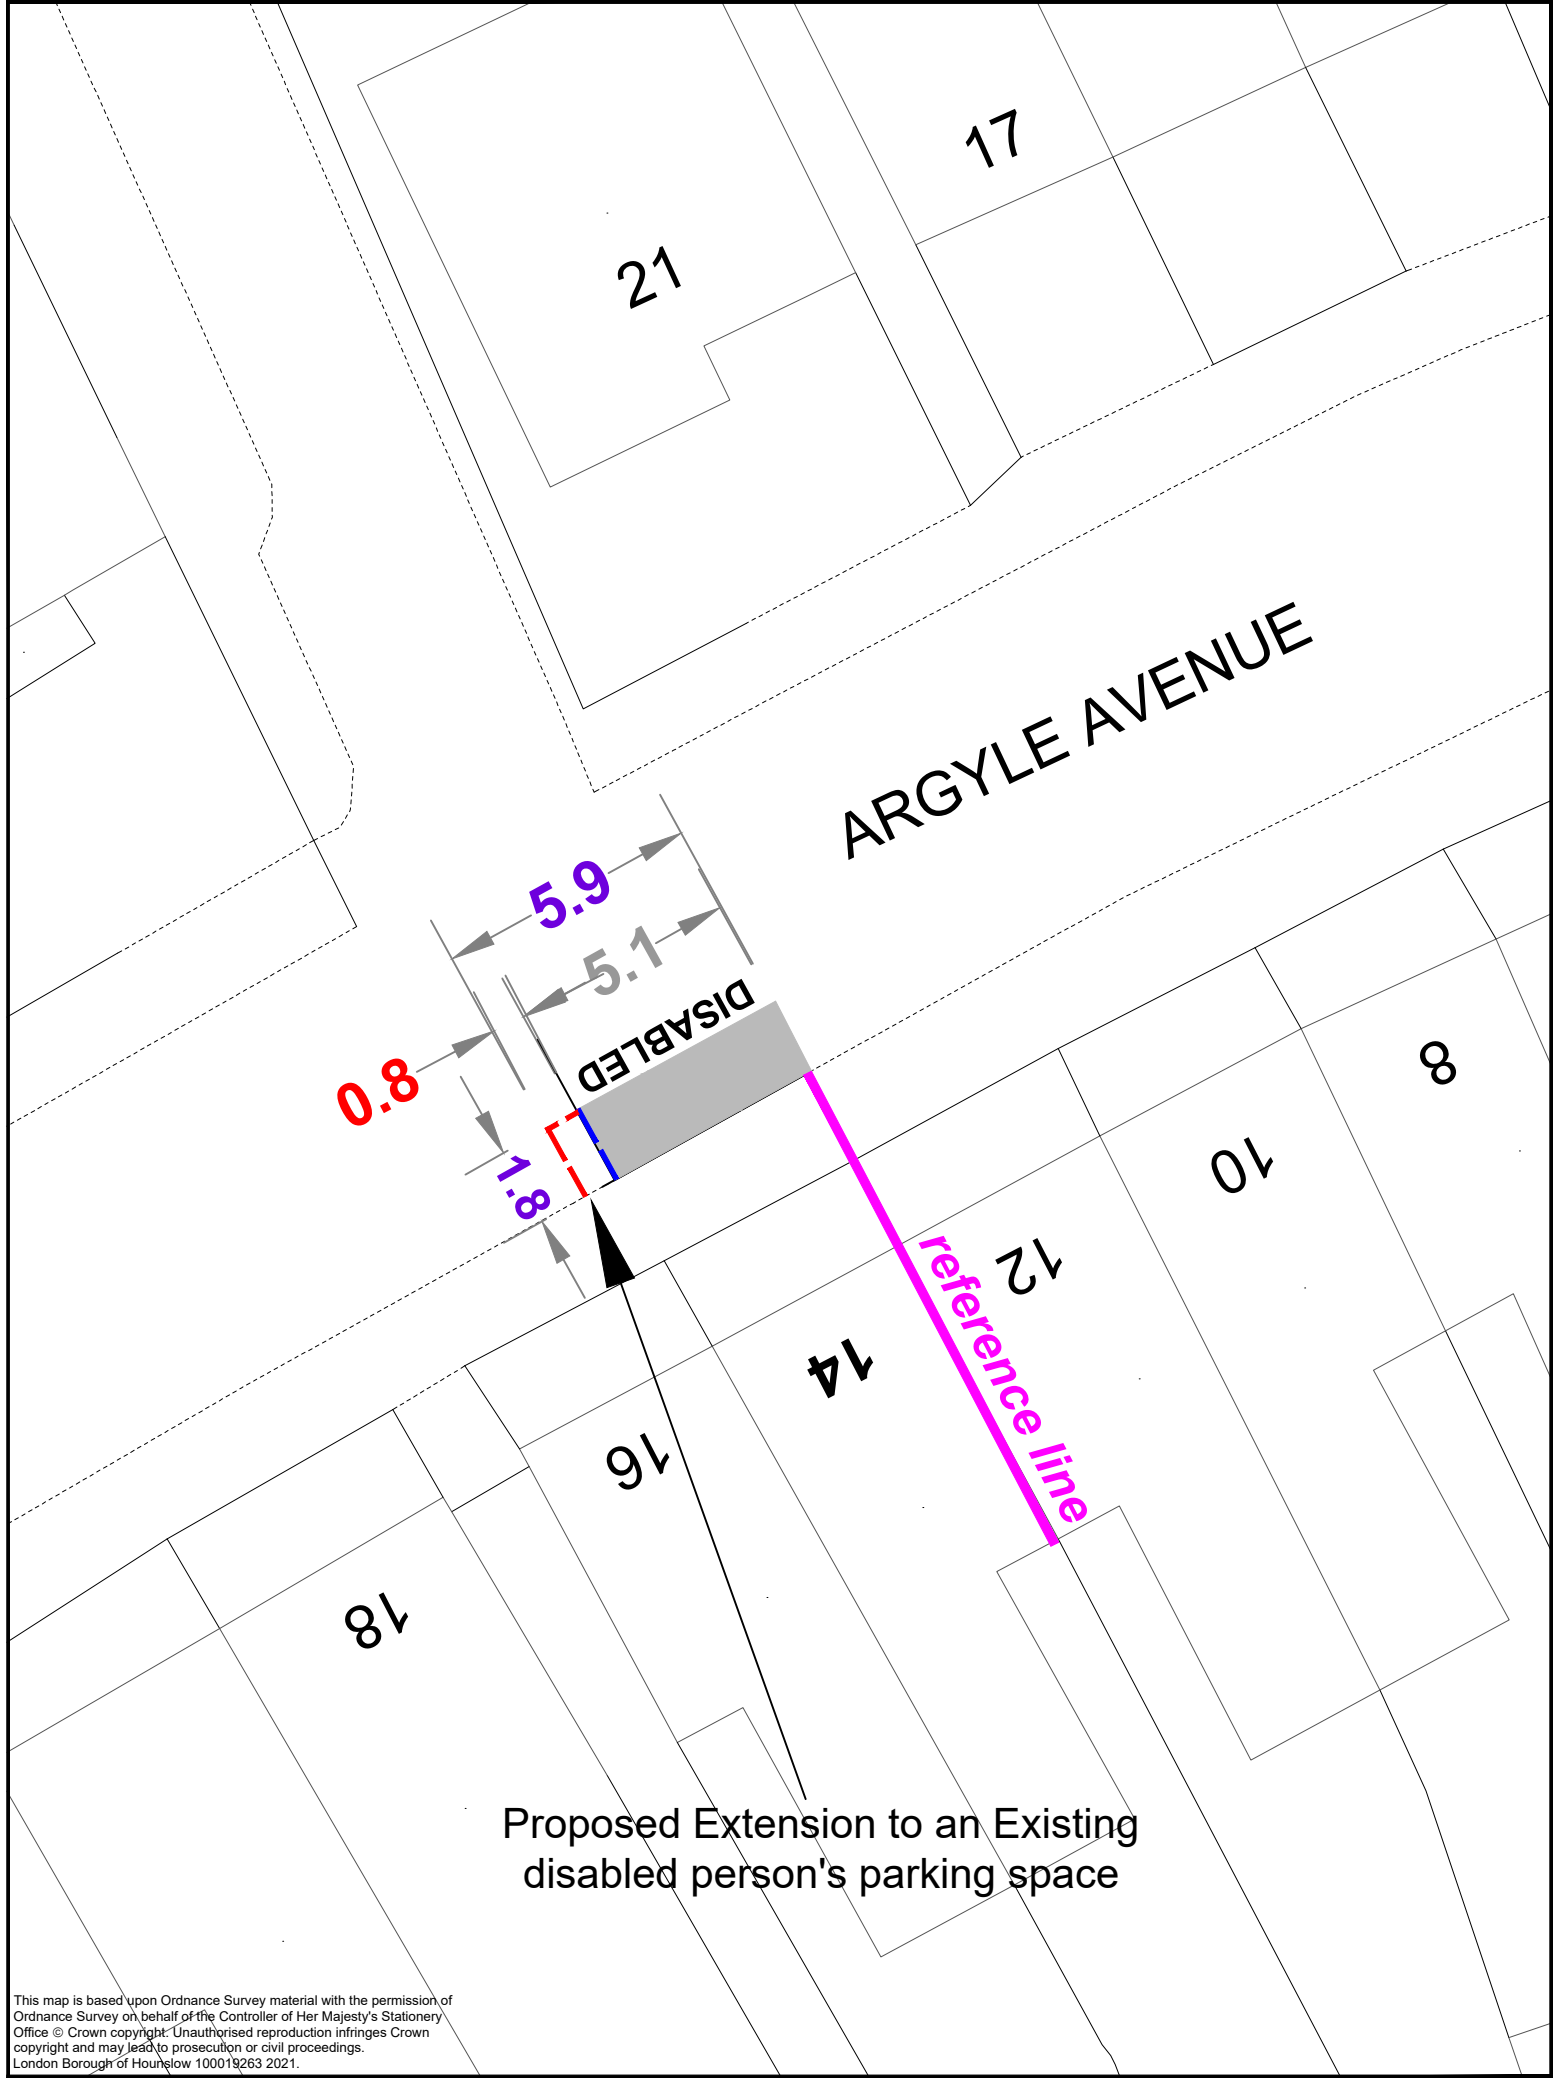 17
21
ARGYLE AVENUE
5.9
5.1
DISABLED
0.8
1.8
8
10
12
reference line
14
16
18
Proposed Extension to an Existing
disabled person's parking space
This map is based upon Ordnance Survey material with the permission of
Ordnance Survey on behalf of the Controller of Her Majesty's Stationery
Office © Crown copyright. Unauthorised reproduction infringes Crown
copyright and may lead to prosecution or civil proceedings.
London Borough of Hounslow 100019263 2021.